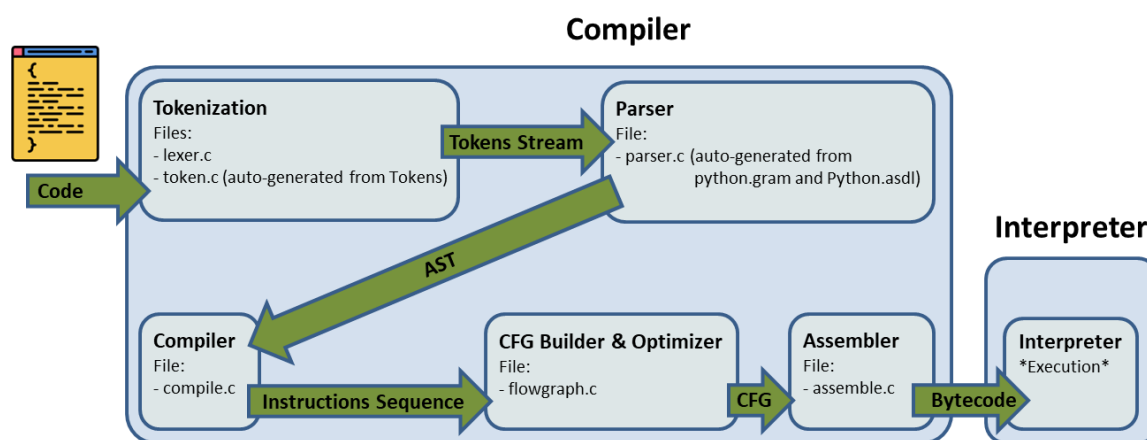 Compiler
{
}
Tokenization
Files:
- lexer.c
- token.c (auto-generated from Tokens)
Code
Tokens Stream
Parser
File:
- parser.c (auto-generated from
python.gram and Python.asdl)
AST
Compiler
File:
- compile.c
Instructions Sequence
CFG Builder & Optimizer
File:
- flowgraph.c
CFG
Assembler
File:
- assemble.c
Bytecode
Interpreter
Interpreter
*Execution*